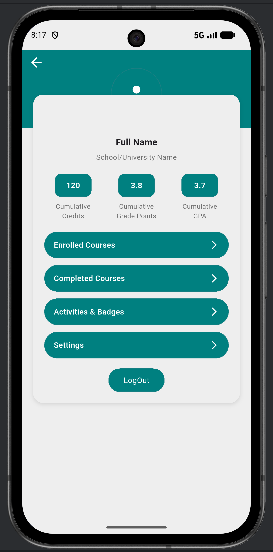 8:17
5G
Full Name
School/University Name
120
3.8
3.7
Cumulative Credits
Cumulative Grade Points
Cumulative CPA
Enrolled Courses
Completed Courses
Activities & Badges
Settings
LogOut